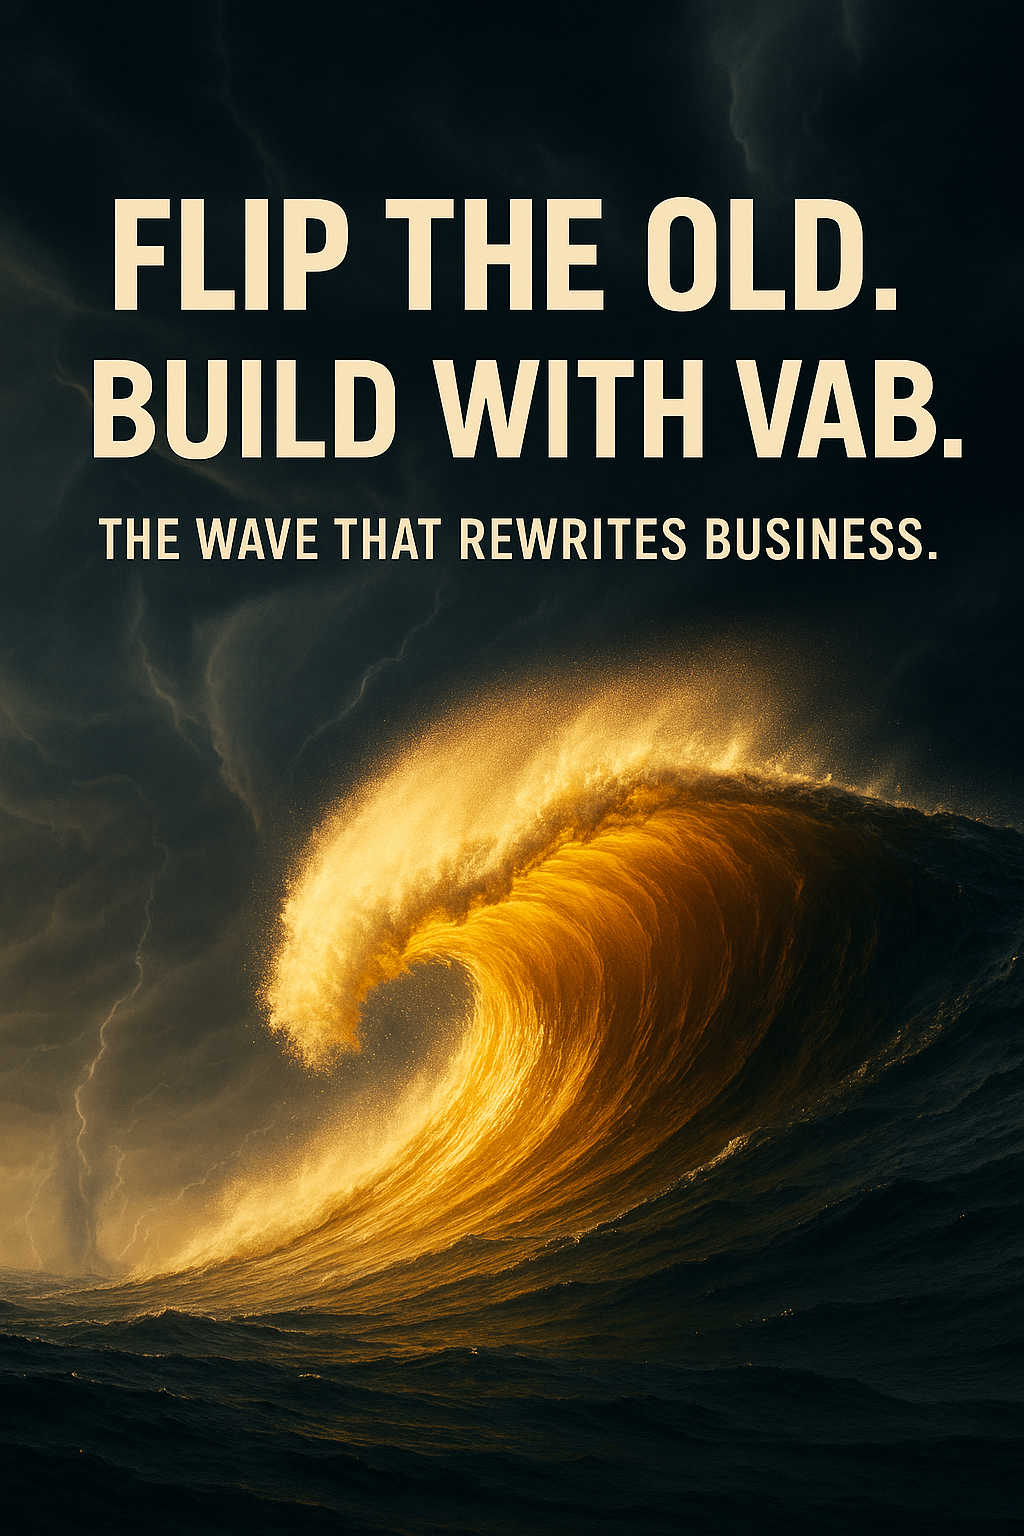 FLIP THE OLD.
BUILD WITH VAB.
THE WAVE THAT REWRITES BUSINESS.